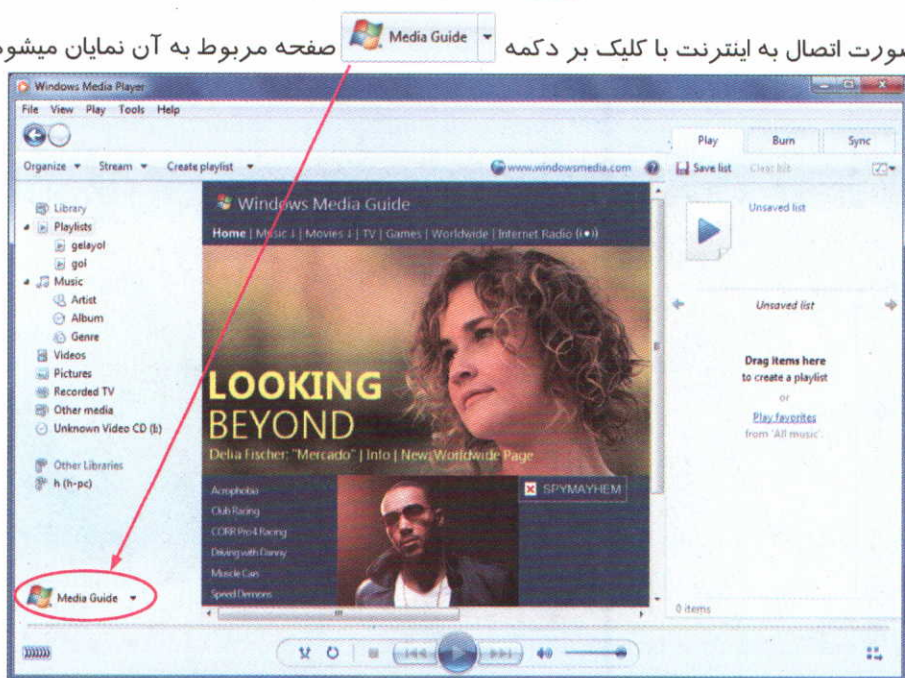 صورت اتصال به اینترنت با کلیک بر دکمه Media Guide صفحه مربوط به آن نمایان میشود
Windows Media Player
File View Play Tools Help
Play Burn Sync
Organize Stream Create playlist www.windowsmedia.com Save list Clear list
Library
Playlists
gelayol
gol
Music
Artist
Album
Genre
Videos
Pictures
Recorded TV
Other media
Unknown Video CD (I:)
Other Libraries
h (h-pc)
Media Guide
Windows Media Guide
Home | Music ↓ | Movies ↓ | TV | Games | Worldwide | Internet Radio
LOOKING
BEYOND
Delia Fischer: "Mercado" | Info | New: Worldwide Page
Acrophobia
Club Racing
CORR Pro4 Racing
Driving with Danny
Muscle Cars
Speed Demons
SPYMAYHEM
Unsaved list
Unsaved list
Drag items here
to create a playlist
or
Play favorites
from 'All music'.
0 items